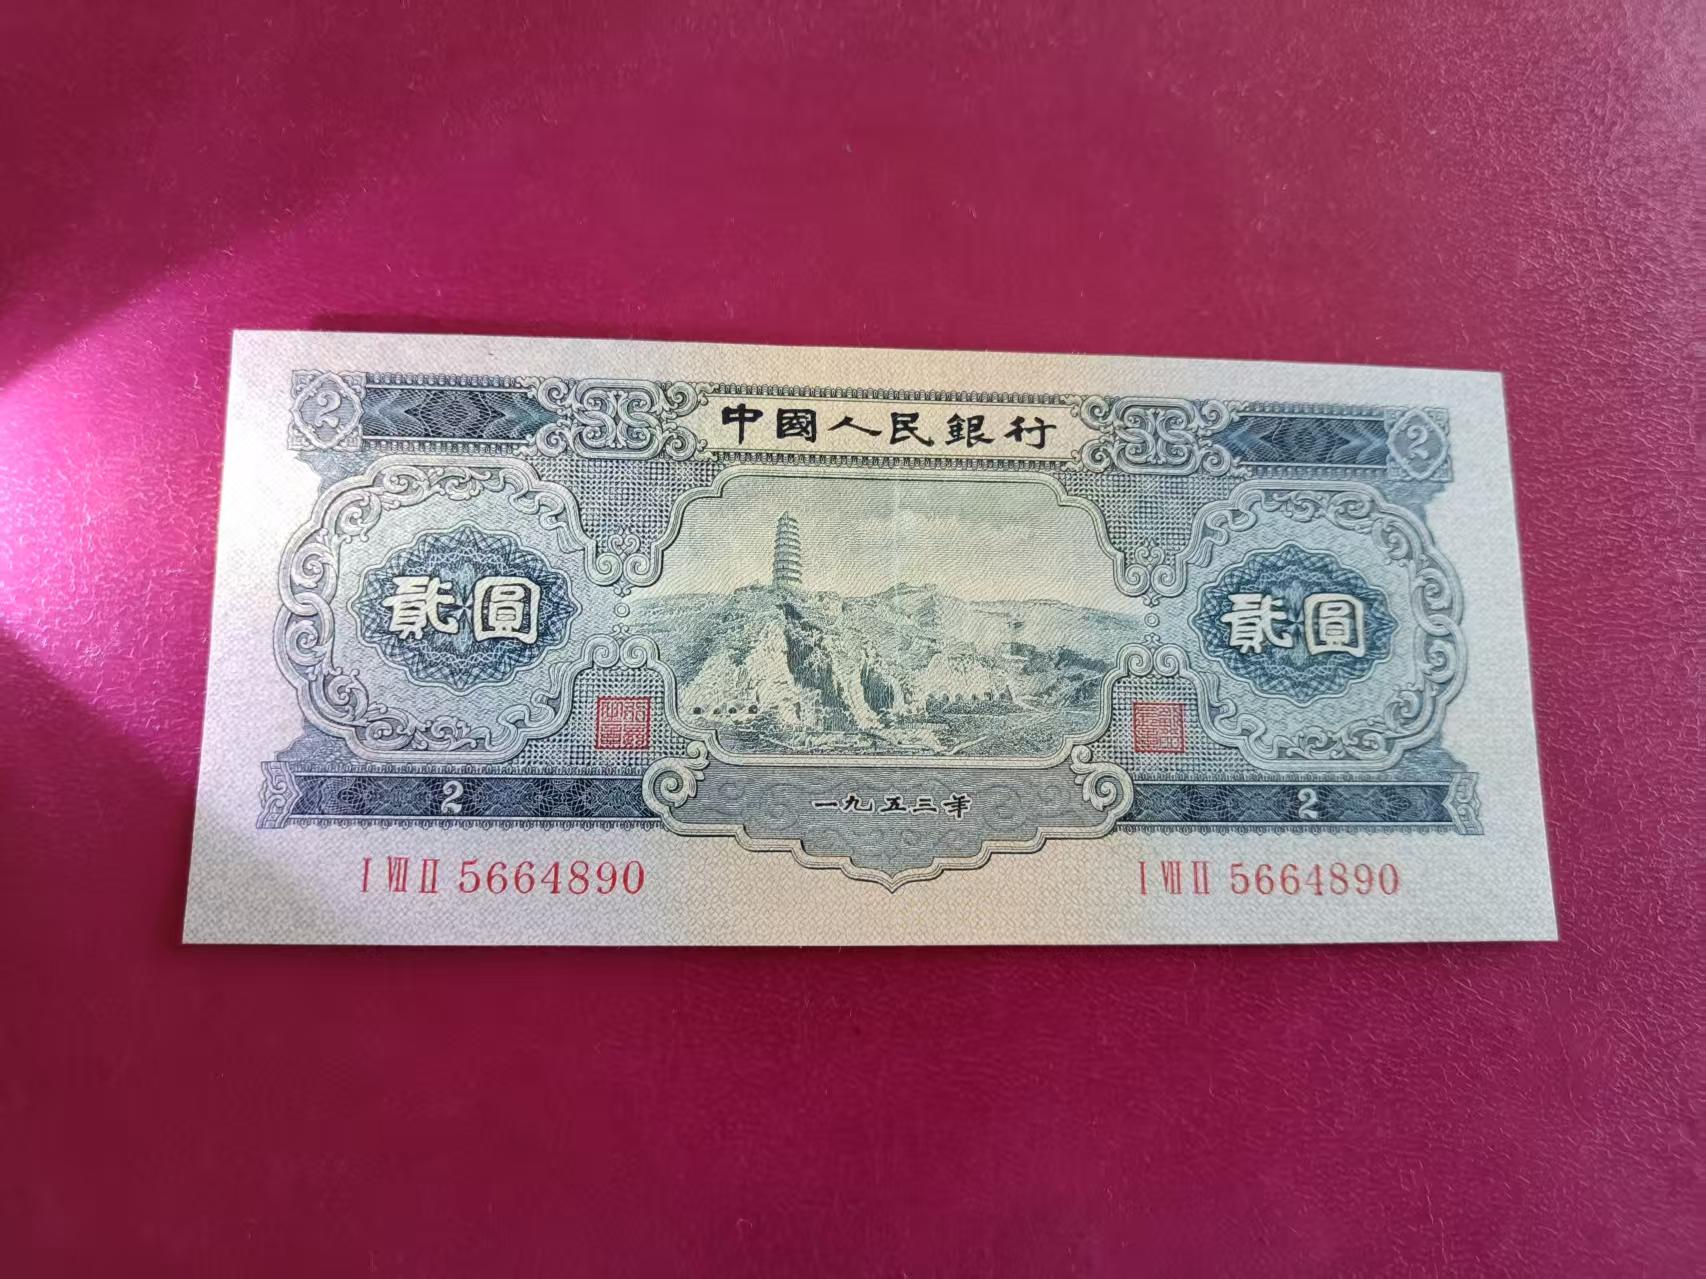 2 中國人民銀行 2
貳圓 貳圓
2 一九五三年 2
I VII II 5664890 I VII II 5664890